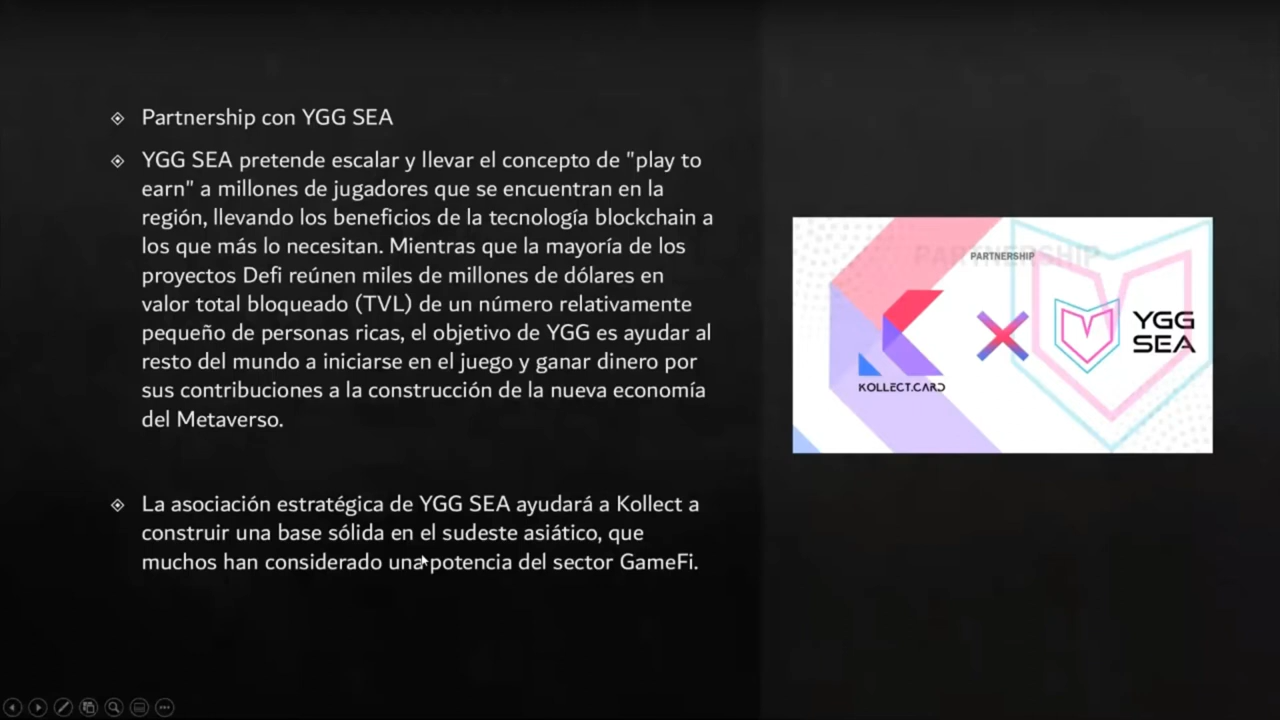 Partnership con YGG SEA
YGG SEA pretende escalar y llevar el concepto de "play to
earn" a millones de jugadores que se encuentran en la
región, llevando los beneficios de la tecnología blockchain a
los que más lo necesitan. Mientras que la mayoría de los
proyectos Defi reúnen miles de millones de dólares en
valor total bloqueado (TVL) de un número relativamente
pequeño de personas ricas, el objetivo de YGG es ayudar al
resto del mundo a iniciarse en el juego y ganar dinero por
sus contribuciones a la construcción de la nueva economía
del Metaverso.
La asociación estratégica de YGG SEA ayudará a Kollect a
construir una base sólida en el sudeste asiático, que
muchos han considerado una potencia del sector GameFi.
PARTNERSHIP
PARTNERSHIP
KOLLECT.CARD
YGG
SEA